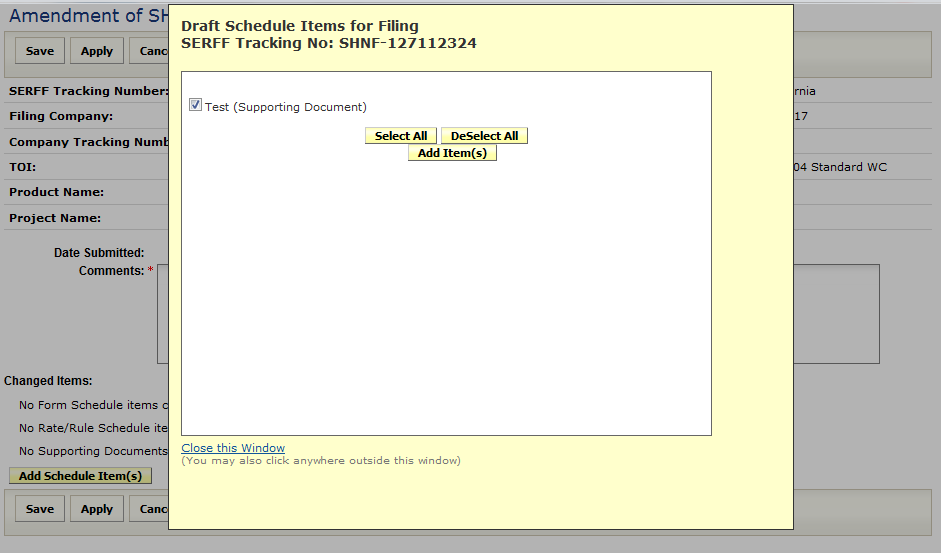 Amendment of SH
Save Apply Canc
SERFF Tracking Number: rnia
Filing Company: 17
Company Tracking Numb
TOI: 04 Standard WC
Product Name:
Project Name:
Date Submitted:
Comments: *
Changed Items:
No Form Schedule items c
No Rate/Rule Schedule ite
No Supporting Documents
Add Schedule Item(s)
Save Apply Canc
Draft Schedule Items for Filing
SERFF Tracking No: SHNF-127112324
Test (Supporting Document)
Select All DeSelect All
Add Item(s)
Close this Window
(You may also click anywhere outside this window)